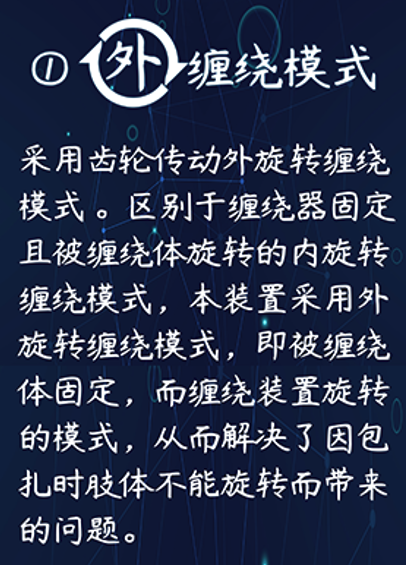 ① 外缠绕模式
采用齿轮传动外旋转缠绕
模式。区别于缠绕器固定
且被缠绕体旋转的内旋转
缠绕模式，本装置采用外
旋转缠绕模式，即被缠绕
体固定，而缠绕装置旋转
的模式，从而解决了因包
扎时肢体不能旋转而带来
的问题。